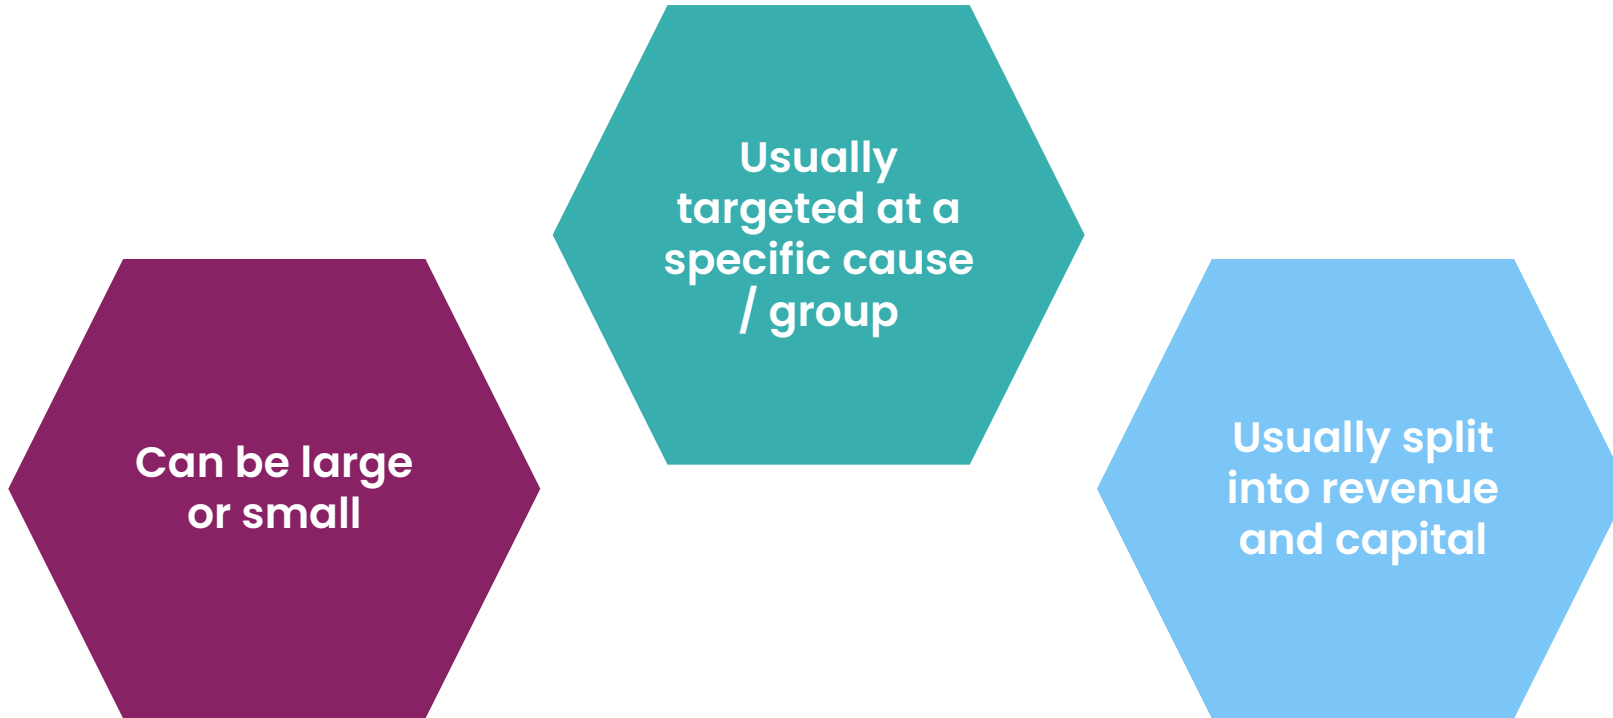 Can be large
or small
Usually
targeted at a
specific cause
/ group
Usually split
into revenue
and capital